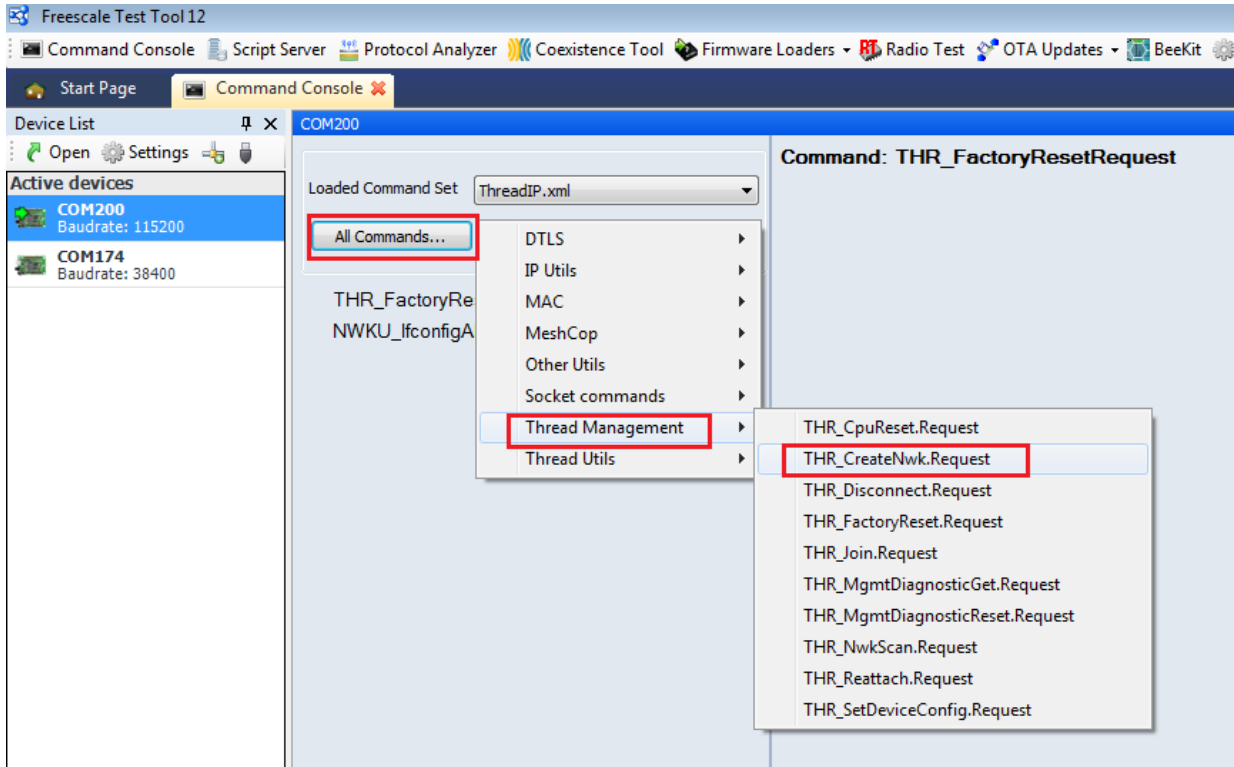 Freescale Test Tool 12
Command Console Script Server Protocol Analyzer Coexistence Tool Firmware Loaders RT Radio Test OTA Updates BeeKit
Start Page Command Console
Device List
Open Settings
Active devices
COM200
Baudrate: 115200
COM174
Baudrate: 38400
COM200
Loaded Command Set ThreadIP.xml
All Commands...
THR_FactoryRe
NWKU_IfconfigA
DTLS
IP Utils
MAC
MeshCop
Other Utils
Socket commands
Thread Management
Thread Utils
THR_CpuReset.Request
THR_CreateNwk.Request
THR_Disconnect.Request
THR_FactoryReset.Request
THR_Join.Request
THR_MgmtDiagnosticGet.Request
THR_MgmtDiagnosticReset.Request
THR_NwkScan.Request
THR_Reattach.Request
THR_SetDeviceConfig.Request
Command: THR_FactoryResetRequest